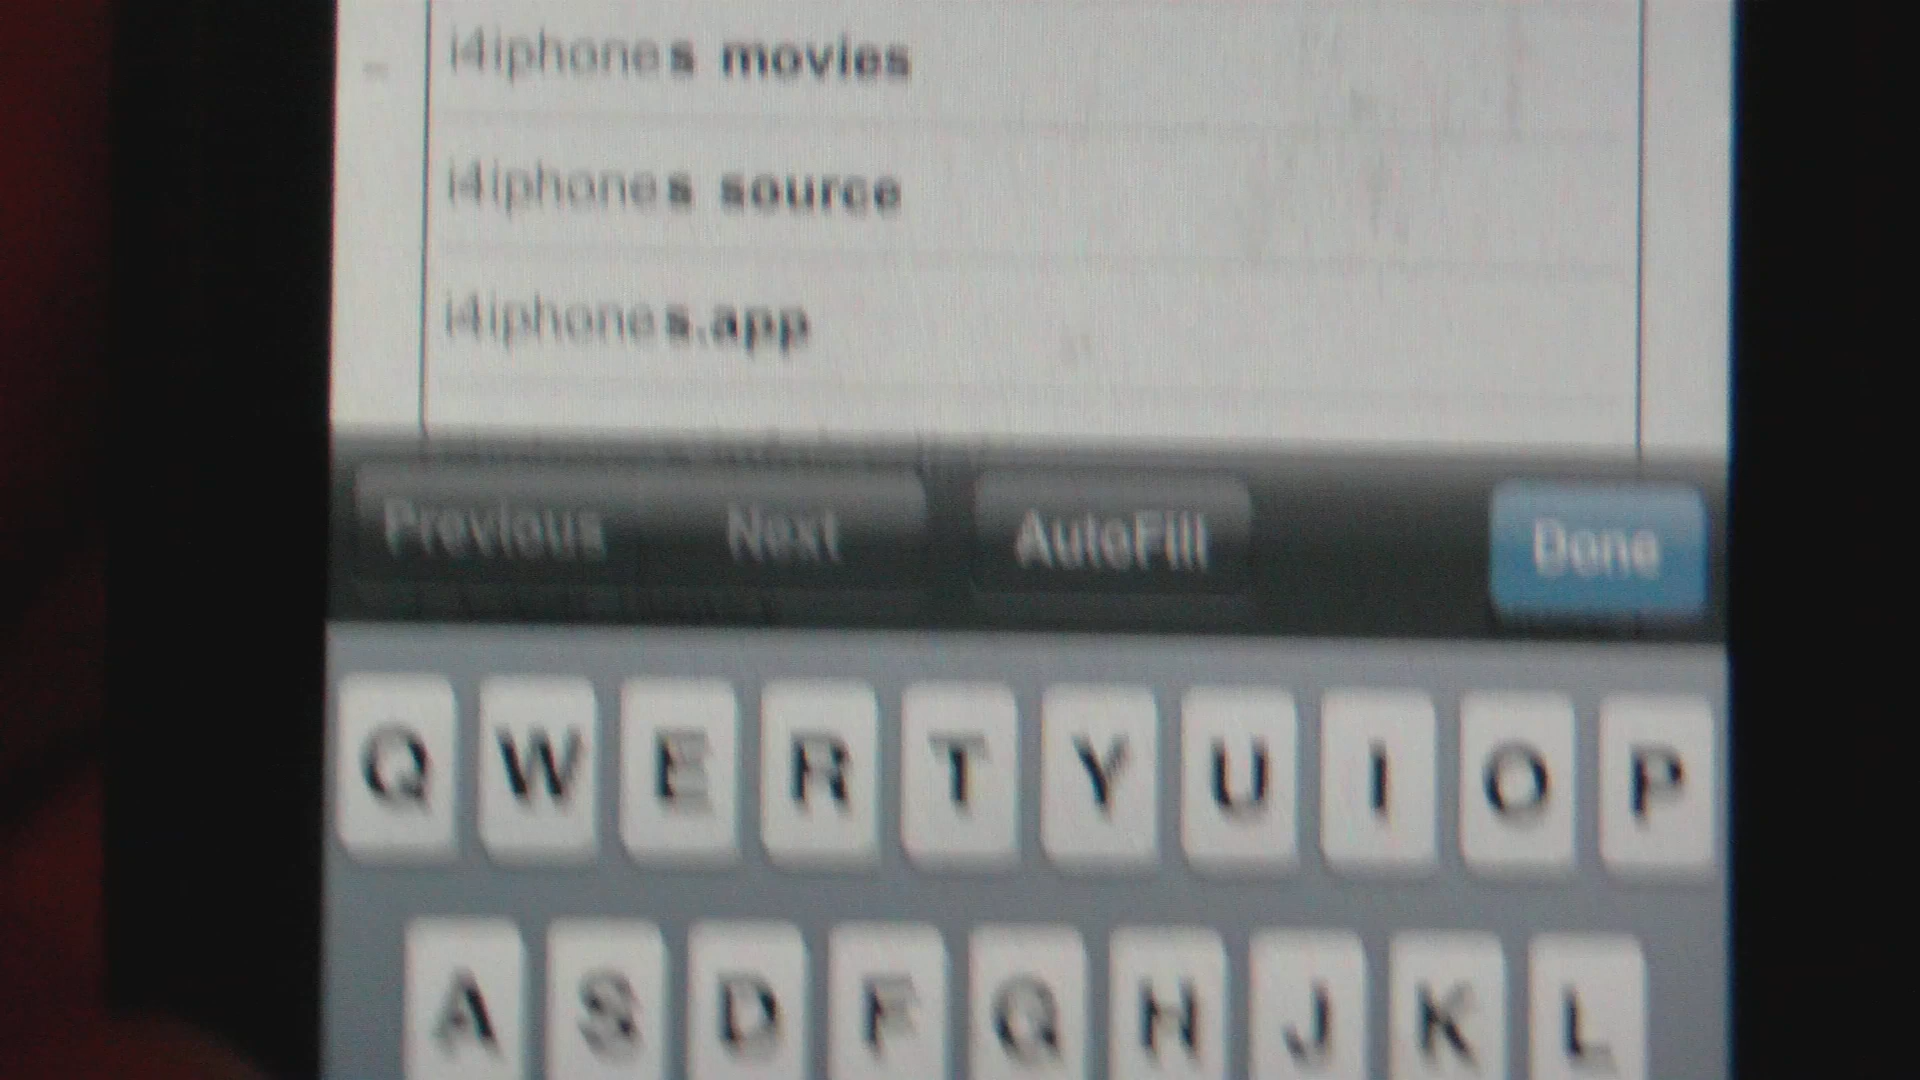 i4iphones movies
i4iphones source
i4iphones.app
Previous Next AutoFill Done
Q W E R T Y U I O P
A S D F G H J K L